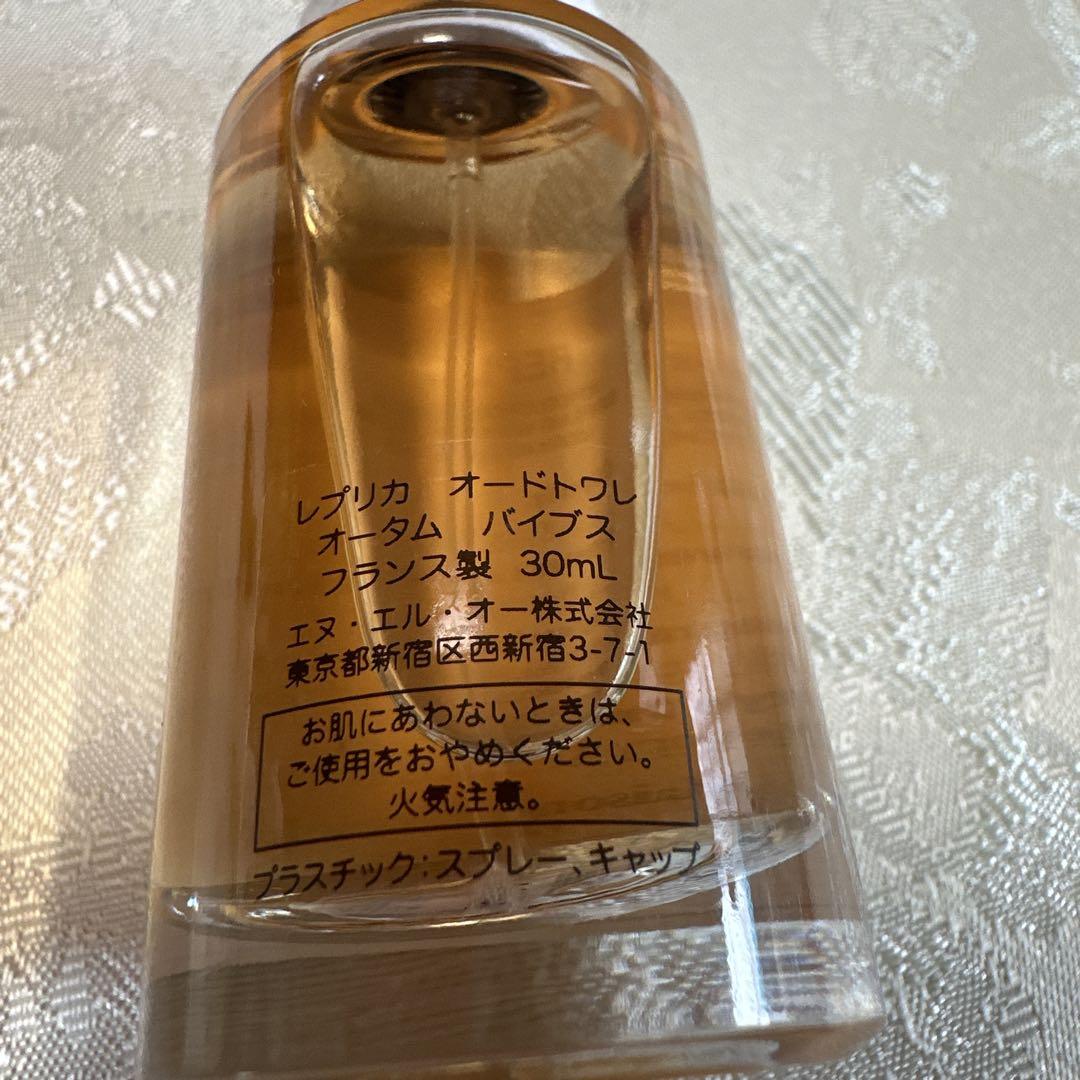 レプリカ オードトワレ
オータム バイブス
フランス製 30mL
エヌ・エル・オー株式会社
東京都新宿区西新宿3-7-1
お肌にあわないときは、
ご使用をおやめください。
火気注意。
プラスチック:スプレー、キャップ